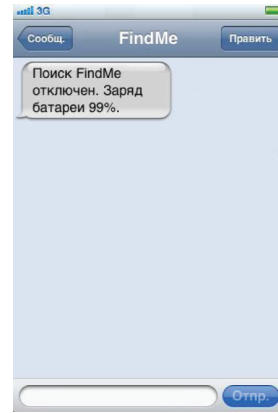 3G
Сообщ.
FindMe
Править
Поиск FindMe
отключен. Заряд
батареи 99%.
Отпр.